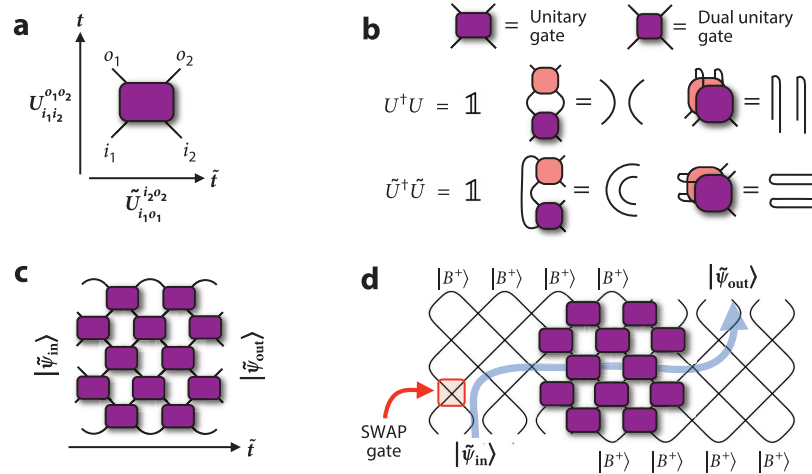 a
t
o₁ o₂
U^{o₁o₂}_{i₁i₂}
i₁ i₂
t̃
Ũ^{i₂o₂}_{i₁o₁}
b
= Unitary gate
= Dual unitary gate
U†U = 𝟙
=
=
Ũ†Ũ = 𝟙
=
=
c
|ψ̃in⟩
|ψ̃out⟩
t̃
d
|B⁺⟩ |B⁺⟩ |B⁺⟩ |B⁺⟩
|ψ̃out⟩
SWAP
gate
|ψ̃in⟩
|B⁺⟩ |B⁺⟩ |B⁺⟩ |B⁺⟩